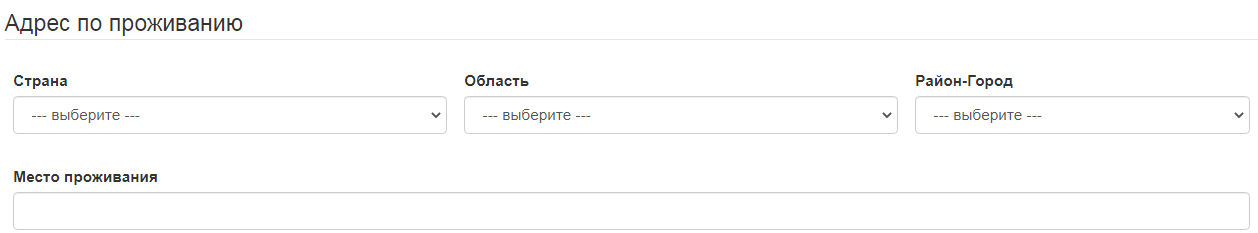 Адрес по проживанию
Страна Область Район-Город
--- выберите --- --- выберите --- --- выберите ---
Место проживания